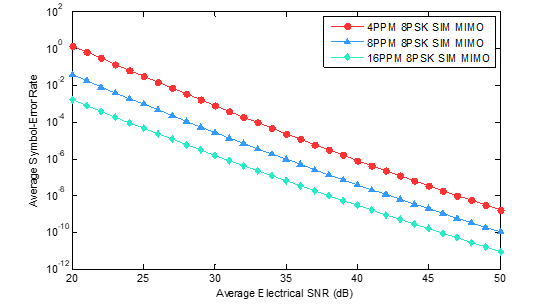 10^2
10^0
10^-2
10^-4
10^-6
10^-8
10^-10
10^-12
Average Symbol-Error Rate
4PPM 8PSK SIM MIMO
8PPM 8PSK SIM MIMO
16PPM 8PSK SIM MIMO
20 25 30 35 40 45 50
Average Electrical SNR (dB)